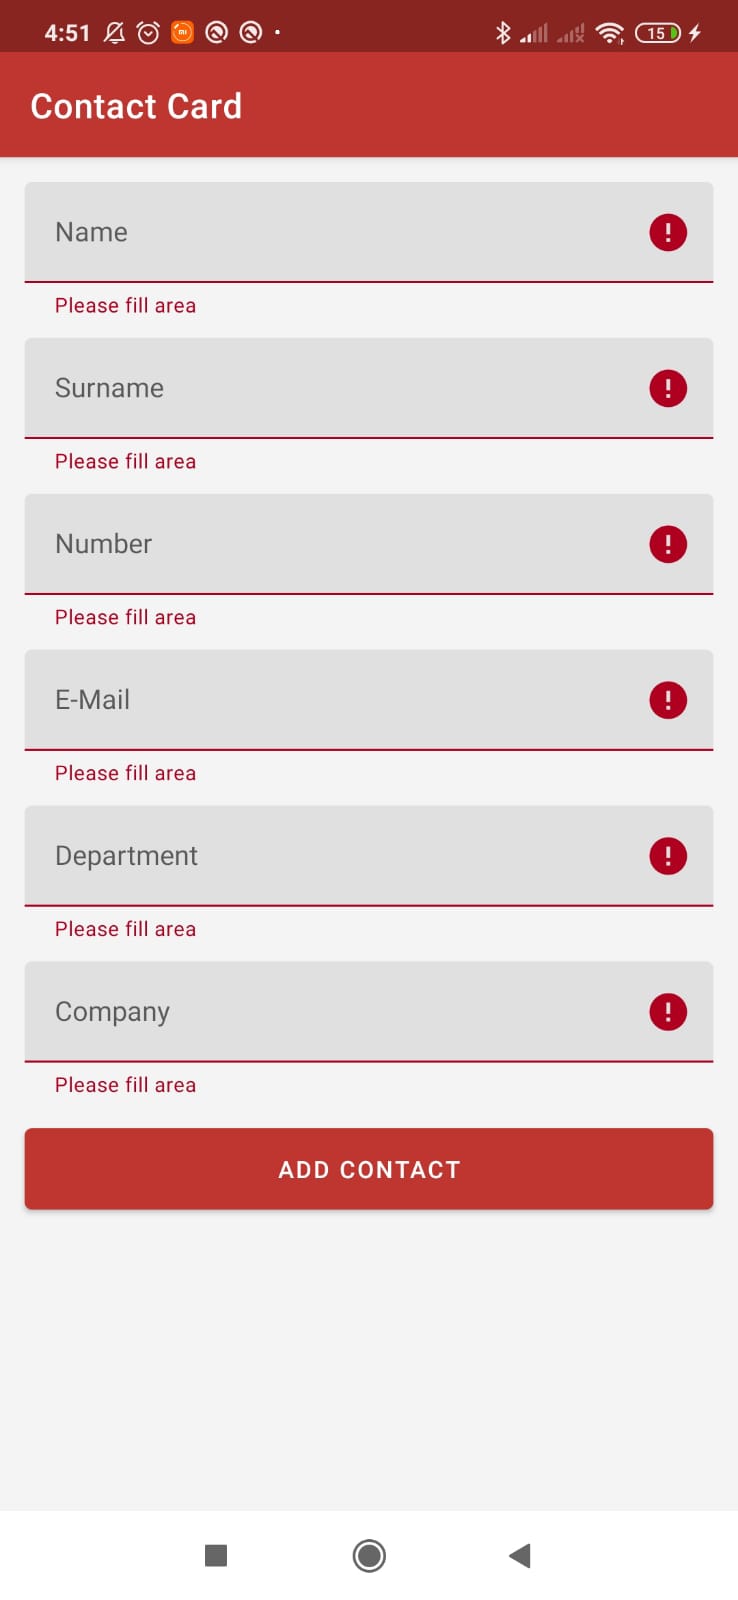 4:51 15
Contact Card
Name
Please fill area
Surname
Please fill area
Number
Please fill area
E-Mail
Please fill area
Department
Please fill area
Company
Please fill area
ADD CONTACT